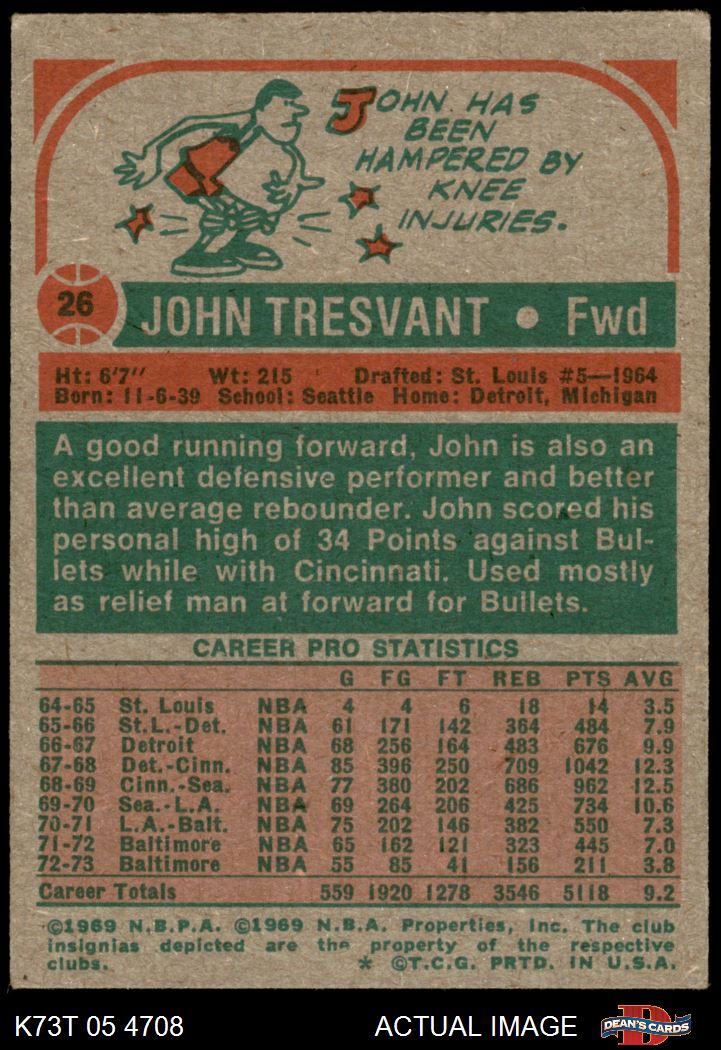 JOHN HAS
BEEN
HAMPERED BY
KNEE
INJURIES.
26
JOHN TRESVANT • Fwd
Ht: 6'7" Wt: 215 Drafted: St. Louis #5—1964
Born: 11-6-39 School: Seattle Home: Detroit, Michigan
A good running forward, John is also an
excellent defensive performer and better
than average rebounder. John scored his
personal high of 34 Points against Bul-
lets while with Cincinnati. Used mostly
as relief man at forward for Bullets.
CAREER PRO STATISTICS
G FG FT REB PTS AVG
64-65 St. Louis NBA 4 4 6 18 14 3.5
65-66 St.L.-Det. NBA 61 171 142 364 484 7.9
66-67 Detroit NBA 68 256 164 483 676 9.9
67-68 Det.-Cinn. NBA 85 396 250 709 1042 12.3
68-69 Cinn.-Sea. NBA 77 380 202 686 962 12.5
69-70 Sea.-L.A. NBA 69 264 206 425 734 10.6
70-71 L.A.-Balt. NBA 75 202 146 382 550 7.3
71-72 Baltimore NBA 65 162 121 323 445 7.0
72-73 Baltimore NBA 55 85 41 156 211 3.8
Career Totals 559 1920 1278 3546 5118 9.2
©1969 N.B.P.A. ©1969 N.B.A. Properties, Inc. The club
insignias depicted are the property of the respective
clubs. * ©T.C.G. PRTD. IN U.S.A.
K73T 05 4708 ACTUAL IMAGE D DEAN'S CARDS